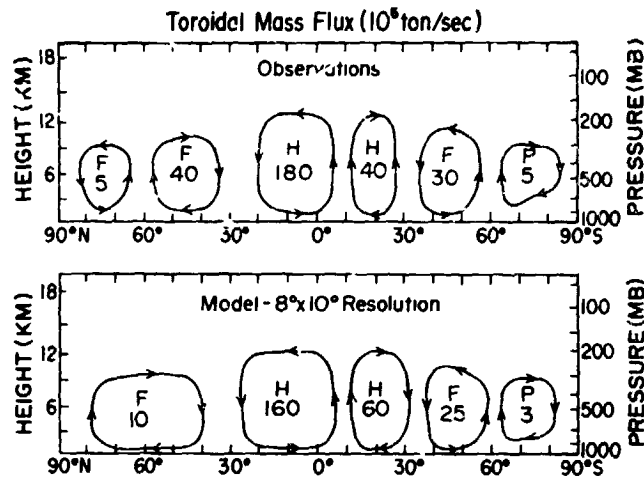 Toroidal Mass Flux (10⁵ ton/sec)
Observations
HEIGHT (KM)
18
12
6
F
5
F
40
H
180
H
40
F
30
P
5
100
200
500
1000
PRESSURE (MB)
90°N 60° 30° 0° 30° 60° 90°S
Model - 8°x10° Resolution
HEIGHT (KM)
18
12
6
F
10
H
160
H
60
F
25
P
3
100
200
500
1000
PRESSURE (MB)
90°N 60° 30° 0° 30° 60° 90°S